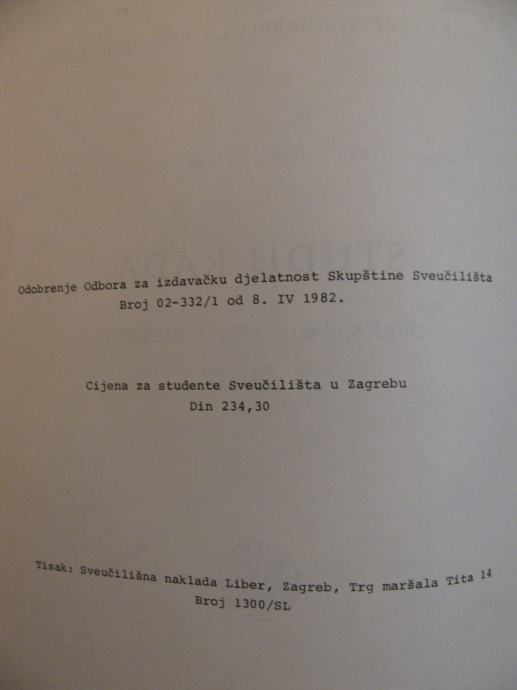 Odobrenje Odbora za izdavačku djelatnost Skupštine Sveučilišta
Broj 02-332/1 od 8. IV 1982.
Cijena za studente Sveučilišta u Zagrebu
Din 234,30
Tisak: Sveučilišna naklada Liber, Zagreb, Trg maršala Tita 14
Broj 1300/SL